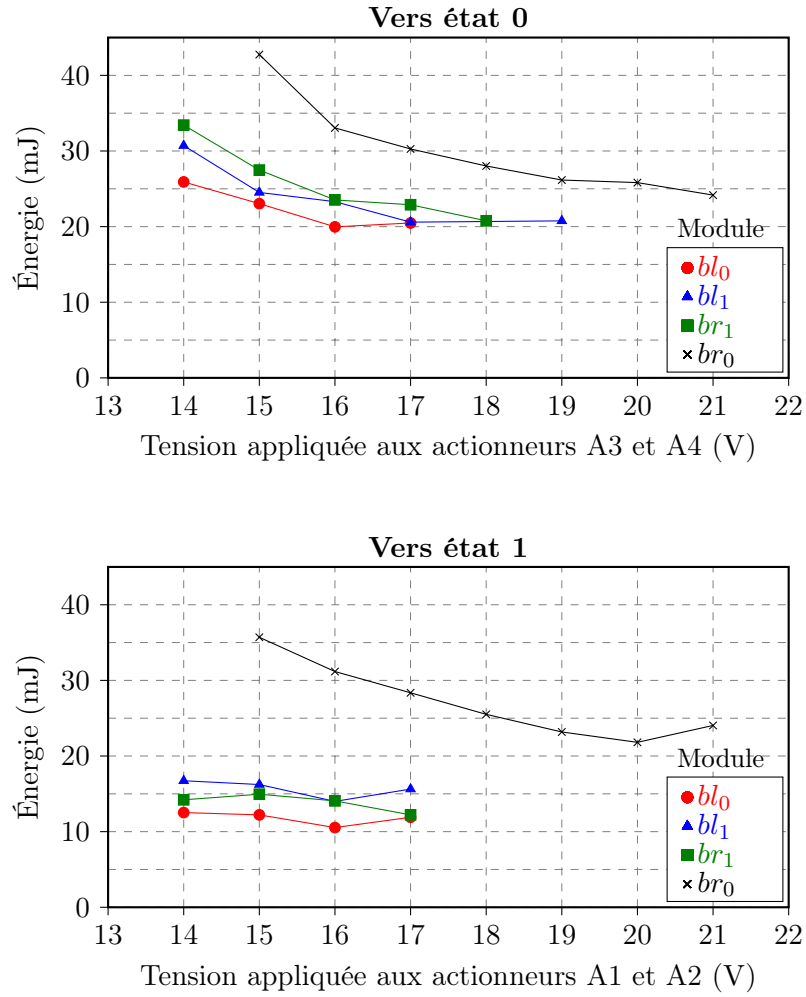 Vers état 0
40
30
20
10
0
Énergie (mJ)
Module
bl₀
bl₁
br₁
br₀
13 14 15 16 17 18 19 20 21 22
Tension appliquée aux actionneurs A3 et A4 (V)
Vers état 1
40
30
20
10
0
Énergie (mJ)
Module
bl₀
bl₁
br₁
br₀
13 14 15 16 17 18 19 20 21 22
Tension appliquée aux actionneurs A1 et A2 (V)